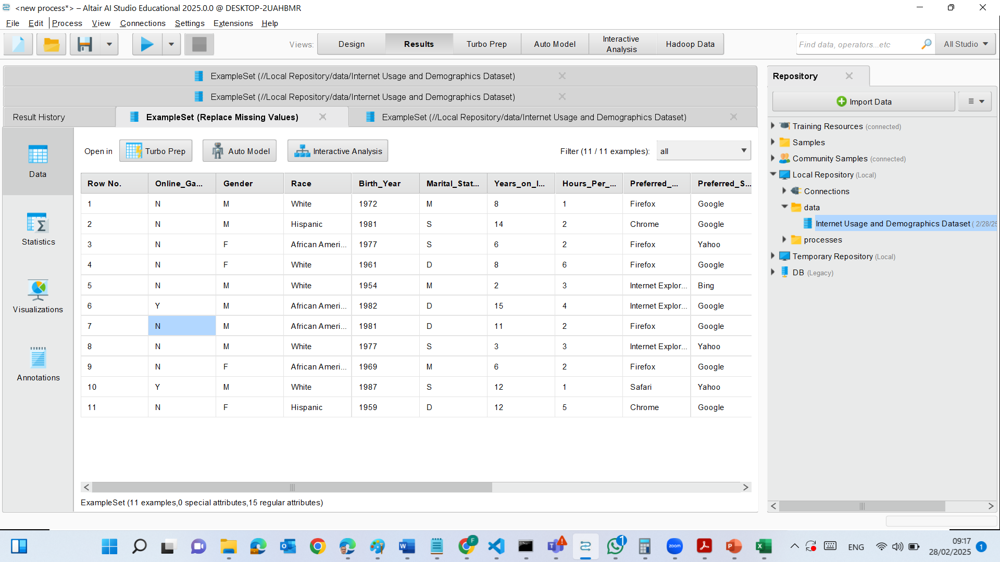 <new process*> – Altair AI Studio Educational 2025.0.0 @ DESKTOP-2UAHBMR
File Edit Process View Connections Settings Extensions Help
Views: Design Results Turbo Prep Auto Model Interactive Analysis Hadoop Data
Find data, operators...etc All Studio
ExampleSet (//Local Repository/data/Internet Usage and Demographics Dataset)
ExampleSet (//Local Repository/data/Internet Usage and Demographics Dataset)
Result History ExampleSet (Replace Missing Values) ExampleSet (//Local Repository/data/Internet Usage and Demographics Dataset)
Data
Statistics
Visualizations
Annotations
Open in Turbo Prep Auto Model Interactive Analysis Filter (11 / 11 examples): all
Row No. Online_Ga... Gender Race Birth_Year Marital_Stat... Years_on_I... Hours_Per_... Preferred_... Preferred_S...
1 N M White 1972 M 8 1 Firefox Google
2 N M Hispanic 1981 S 14 2 Chrome Google
3 N F African Ameri... 1977 S 6 2 Firefox Yahoo
4 N F White 1961 D 8 6 Firefox Google
5 N M White 1954 M 2 3 Internet Explor... Bing
6 Y M African Ameri... 1982 D 15 4 Internet Explor... Google
7 N M African Ameri... 1981 D 11 2 Firefox Google
8 N M White 1977 S 3 3 Internet Explor... Yahoo
9 N F African Ameri... 1969 M 6 2 Firefox Google
10 Y M White 1987 S 12 1 Safari Yahoo
11 N F Hispanic 1959 D 12 5 Chrome Google
ExampleSet (11 examples,0 special attributes,15 regular attributes)
Repository
Import Data
Training Resources (connected)
Samples
Community Samples (connected)
Local Repository (Local)
Connections
data
Internet Usage and Demographics Dataset ( 2/28/25
processes
Temporary Repository (Local)
DB (Legacy)
F
1
zoom
ENG
09:17
28/02/2025
1